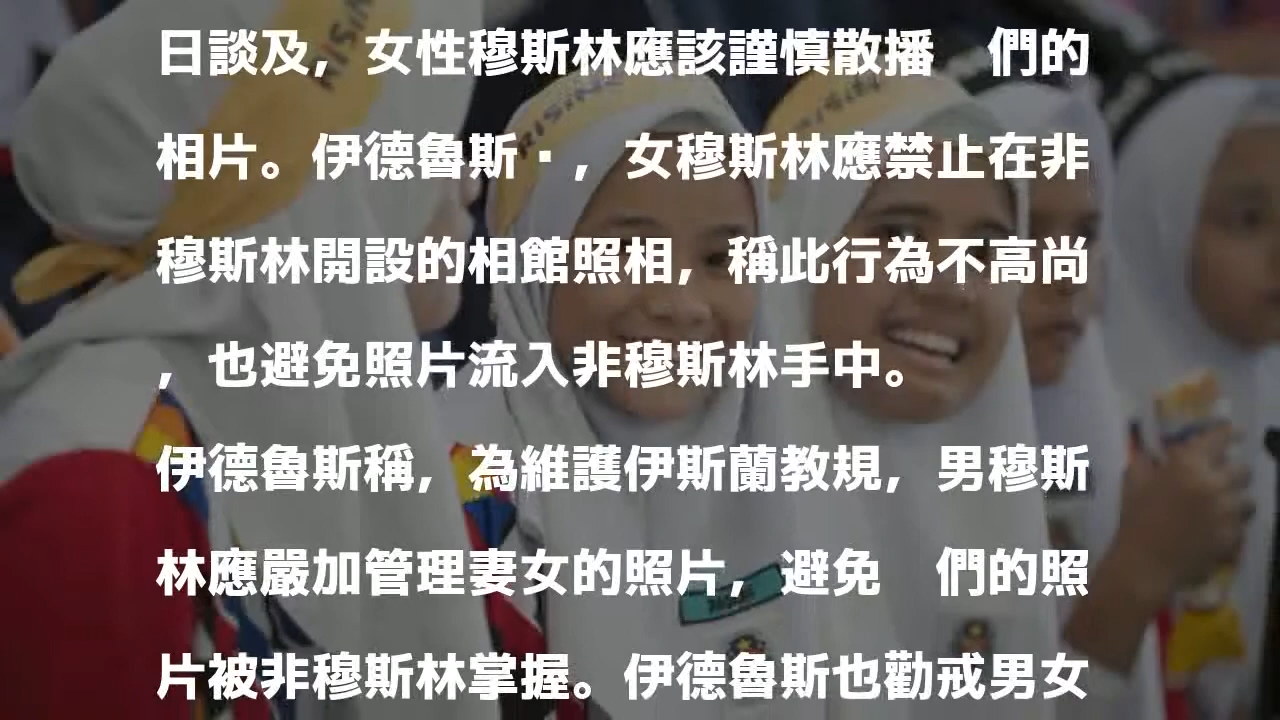 日談及，女性穆斯林應該謹慎散播　們的
相片。伊德魯斯·，女穆斯林應禁止在非
穆斯林開設的相館照相，稱此行為不高尚
，也避免照片流入非穆斯林手中。
伊德魯斯稱，為維護伊斯蘭教規，男穆斯
林應嚴加管理妻女的照片，避免　們的照
片被非穆斯林掌握。伊德魯斯也勸戒男女
RISING